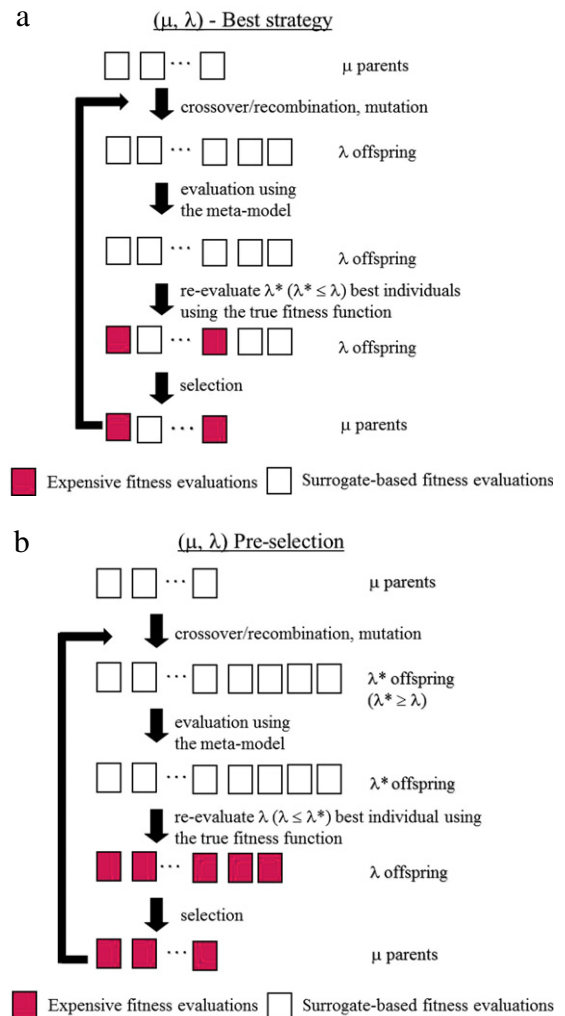 a
(μ, λ) - Best strategy
···
μ parents
crossover/recombination, mutation
···
λ offspring
evaluation using
the meta-model
···
λ offspring
re-evaluate λ* (λ* ≤ λ) best individuals
using the true fitness function
···
λ offspring
selection
···
μ parents
Expensive fitness evaluations
Surrogate-based fitness evaluations
b
(μ, λ) Pre-selection
···
μ parents
crossover/recombination, mutation
···
λ* offspring
(λ* ≥ λ)
evaluation using
the meta-model
···
λ* offspring
re-evaluate λ (λ ≤ λ*) best individual using
the true fitness function
···
λ offspring
selection
···
μ parents
Expensive fitness evaluations
Surrogate-based fitness evaluations